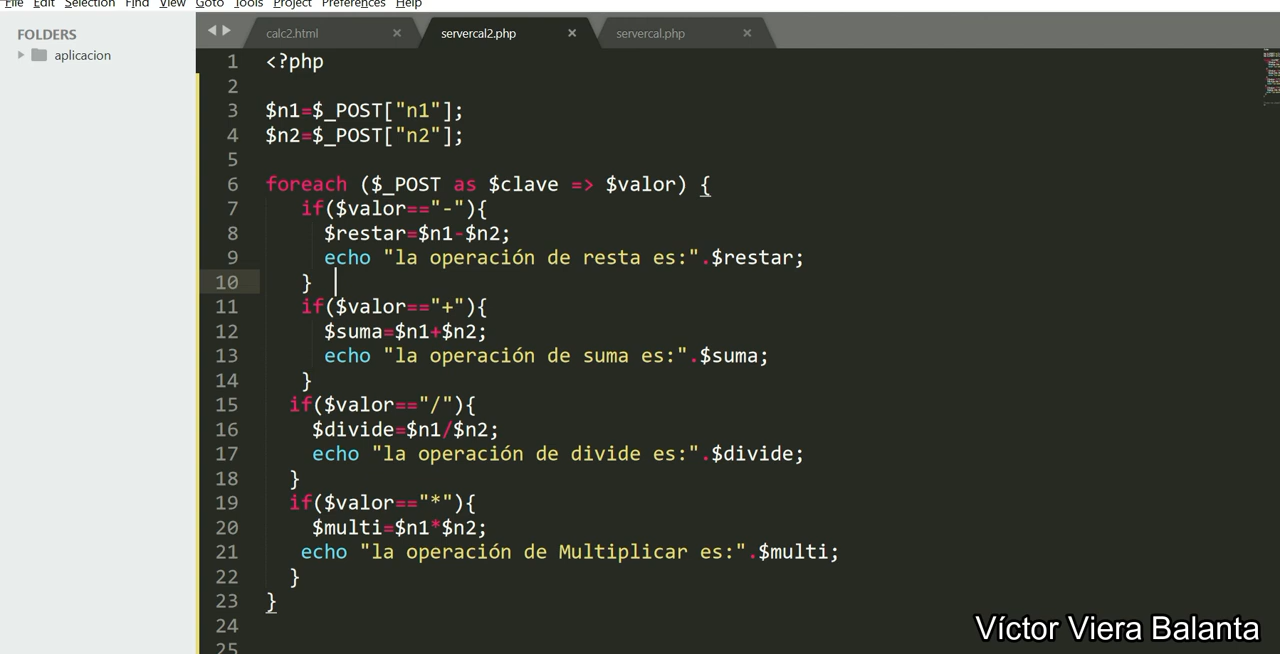 File Edit Selection Find View Goto Tools Project Preferences Help
FOLDERS
aplicacion
calc2.html × servercal2.php × servercal.php ×
1 <?php
2
3 $n1=$_POST["n1"];
4 $n2=$_POST["n2"];
5
6 foreach ($_POST as $clave => $valor) {
7 if($valor=="-"){
8 $restar=$n1-$n2;
9 echo "la operación de resta es:".$restar;
10 }
11 if($valor=="+"){
12 $suma=$n1+$n2;
13 echo "la operación de suma es:".$suma;
14 }
15 if($valor=="/"){
16 $divide=$n1/$n2;
17 echo "la operación de divide es:".$divide;
18 }
19 if($valor=="*"){
20 $multi=$n1*$n2;
21 echo "la operación de Multiplicar es:".$multi;
22 }
23 }
24
25
Víctor Viera Balanta